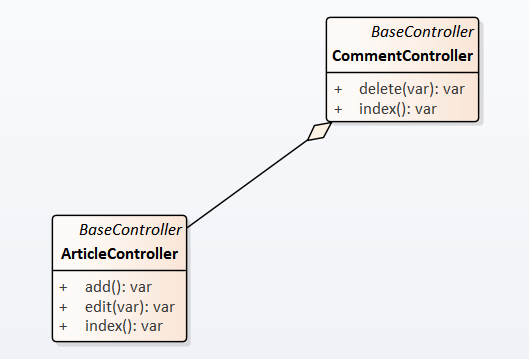 BaseController
CommentController
+ delete(var): var
+ index(): var
BaseController
ArticleController
+ add(): var
+ edit(var): var
+ index(): var